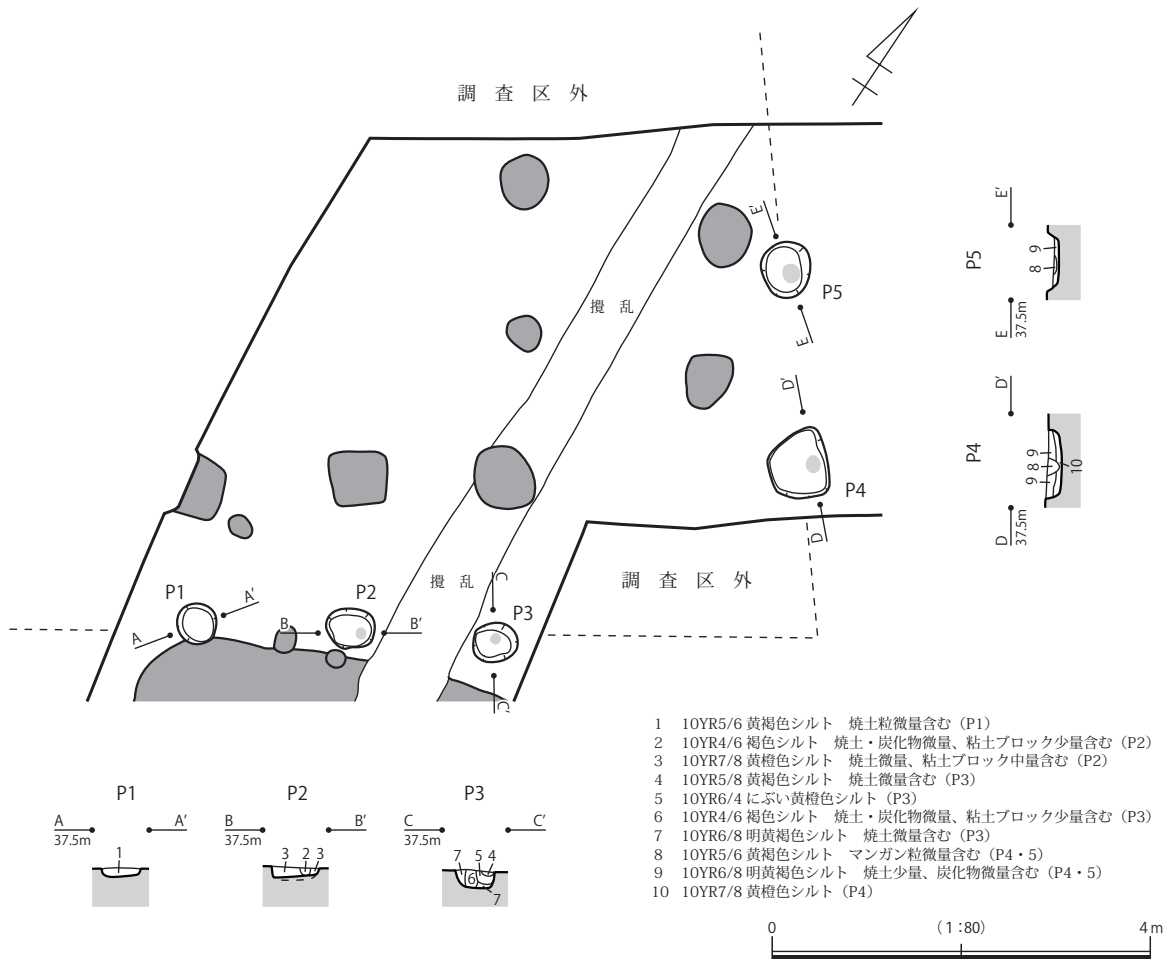 調 査 区 外
E'
攪 乱
P5
E
D'
P4
D
攪 乱
調 査 区 外
C
P1
A'
A
P2
B
B'
P3
C'
E'
P5
9
8
E
37.5m
D'
P4
9
8
9
10
D
37.5m
P1
A
A'
37.5m
1
P2
B
B'
37.5m
3
2
3
P3
C
C'
37.5m
7
5
4
6
7
1 10YR5/6 黄褐色シルト 焼土粒微量含む（P1）
2 10YR4/6 褐色シルト 焼土・炭化物微量、粘土ブロック少量含む（P2）
3 10YR7/8 黄橙色シルト 焼土微量、粘土ブロック中量含む（P2）
4 10YR5/8 黄褐色シルト 焼土微量含む（P3）
5 10YR6/4 にぶい黄橙色シルト（P3）
6 10YR4/6 褐色シルト 焼土・炭化物微量、粘土ブロック少量含む（P3）
7 10YR6/8 明黄褐色シルト 焼土微量含む（P3）
8 10YR5/6 黄褐色シルト マンガン粒微量含む（P4・5）
9 10YR6/8 明黄褐色シルト 焼土少量、炭化物微量含む（P4・5）
10 10YR7/8 黄橙色シルト（P4）
0 （1：80） 4 m